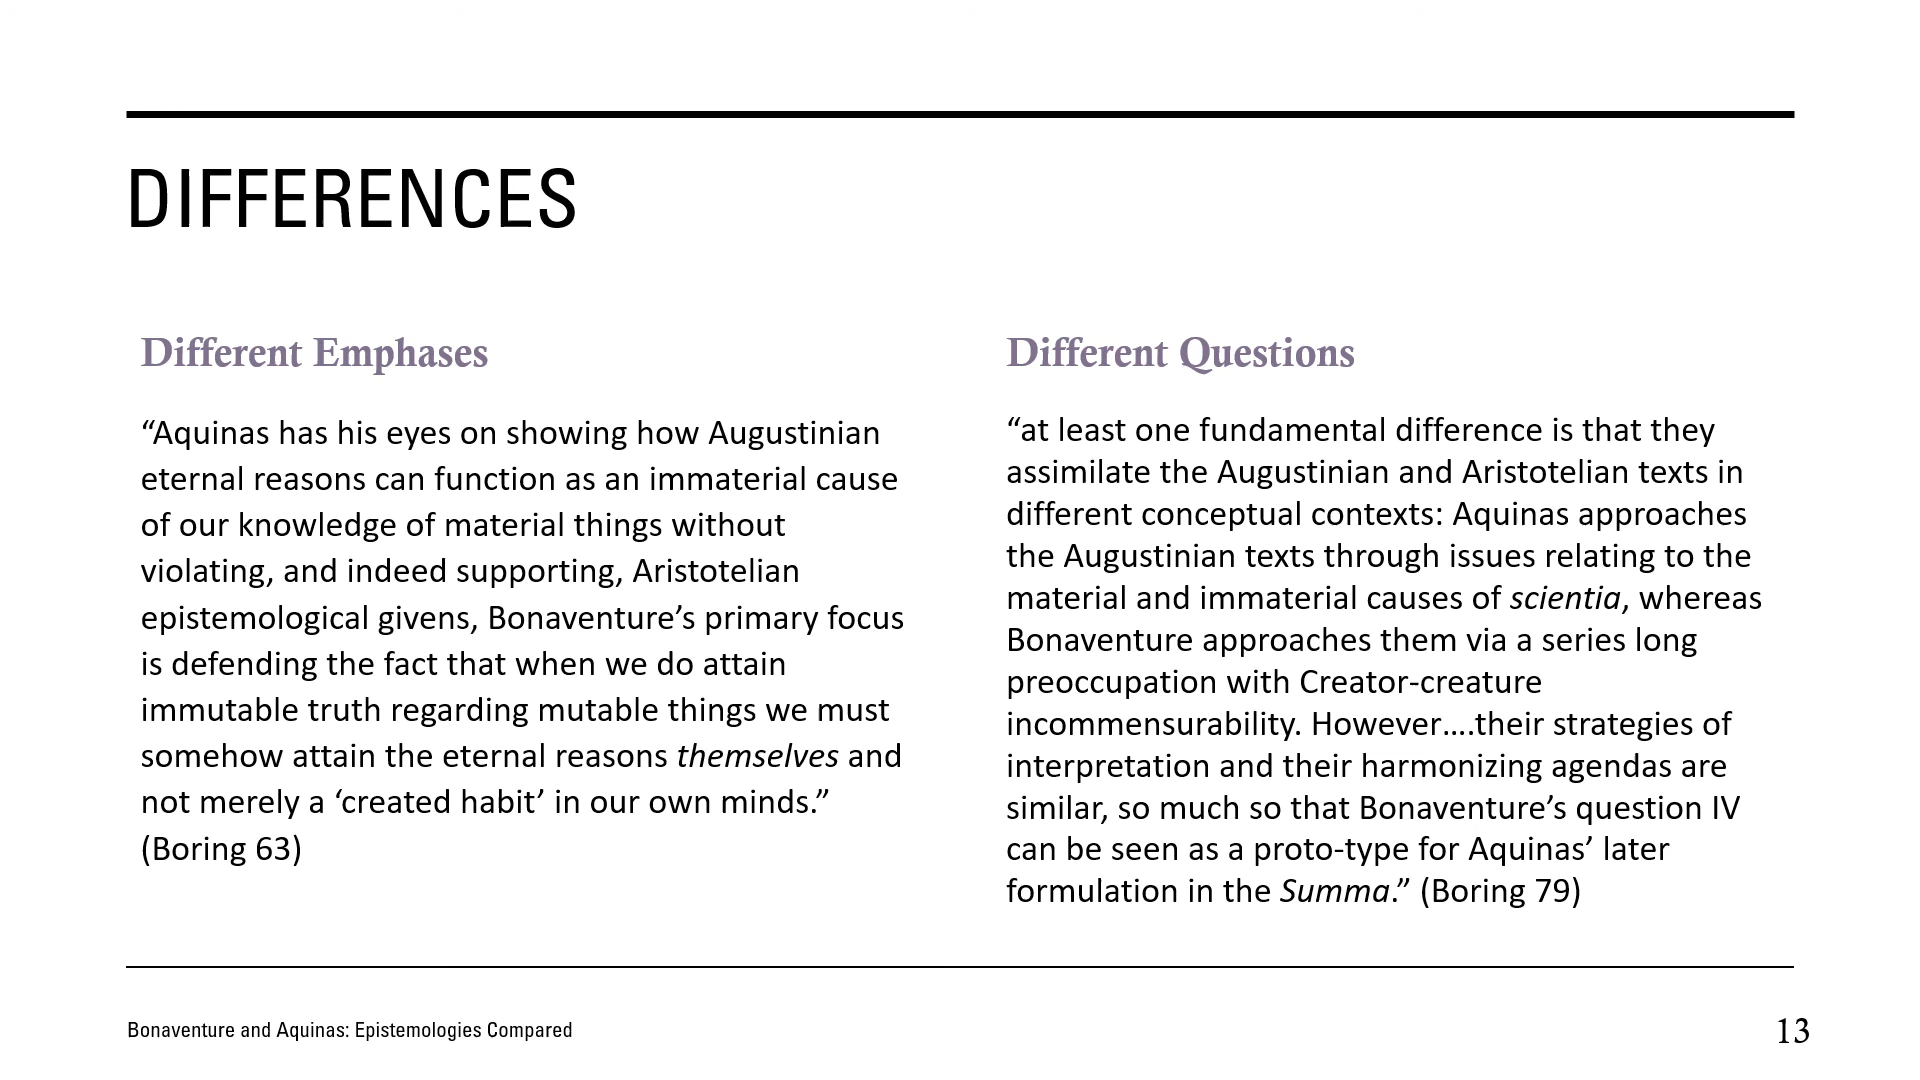 DIFFERENCES
Different Emphases
“Aquinas has his eyes on showing how Augustinian
eternal reasons can function as an immaterial cause
of our knowledge of material things without
violating, and indeed supporting, Aristotelian
epistemological givens, Bonaventure’s primary focus
is defending the fact that when we do attain
immutable truth regarding mutable things we must
somehow attain the eternal reasons themselves and
not merely a ‘created habit’ in our own minds.”
(Boring 63)
Different Questions
“at least one fundamental difference is that they
assimilate the Augustinian and Aristotelian texts in
different conceptual contexts: Aquinas approaches
the Augustinian texts through issues relating to the
material and immaterial causes of scientia, whereas
Bonaventure approaches them via a series long
preoccupation with Creator-creature
incommensurability. However….their strategies of
interpretation and their harmonizing agendas are
similar, so much so that Bonaventure’s question IV
can be seen as a proto-type for Aquinas’ later
formulation in the Summa.” (Boring 79)
Bonaventure and Aquinas: Epistemologies Compared
13